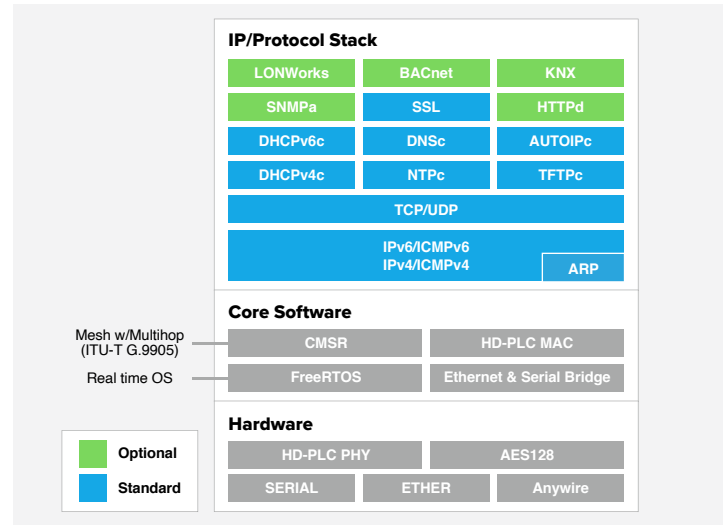 IP/Protocol Stack
LONWorks BACnet KNX
SNMPa SSL HTTPd
DHCPv6c DNSc AUTOIPc
DHCPv4c NTPc TFTPc
TCP/UDP
IPv6/ICMPv6
IPv4/ICMPv4
ARP
Core Software
Mesh w/Multihop
(ITU-T G.9905)
CMSR HD-PLC MAC
Real time OS
FreeRTOS Ethernet & Serial Bridge
Hardware
HD-PLC PHY AES128
SERIAL ETHER Anywire
Optional
Standard